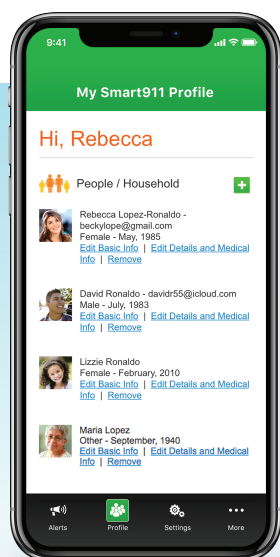 9:41
My Smart911 Profile
Hi, Rebecca
People / Household
Rebecca Lopez-Ronaldo -
beckylope@gmail.com
Female - May, 1985
Edit Basic Info | Edit Details and Medical
Info | Remove
David Ronaldo - davidr55@icloud.com
Male - July, 1983
Edit Basic Info | Edit Details and Medical
Info | Remove
Lizzie Ronaldo
Female - February, 2010
Edit Basic Info | Edit Details and Medical
Info | Remove
Maria Lopez
Other - September, 1940
Edit Basic Info | Edit Details and Medical
Info | Remove
Alerts Profile Settings More